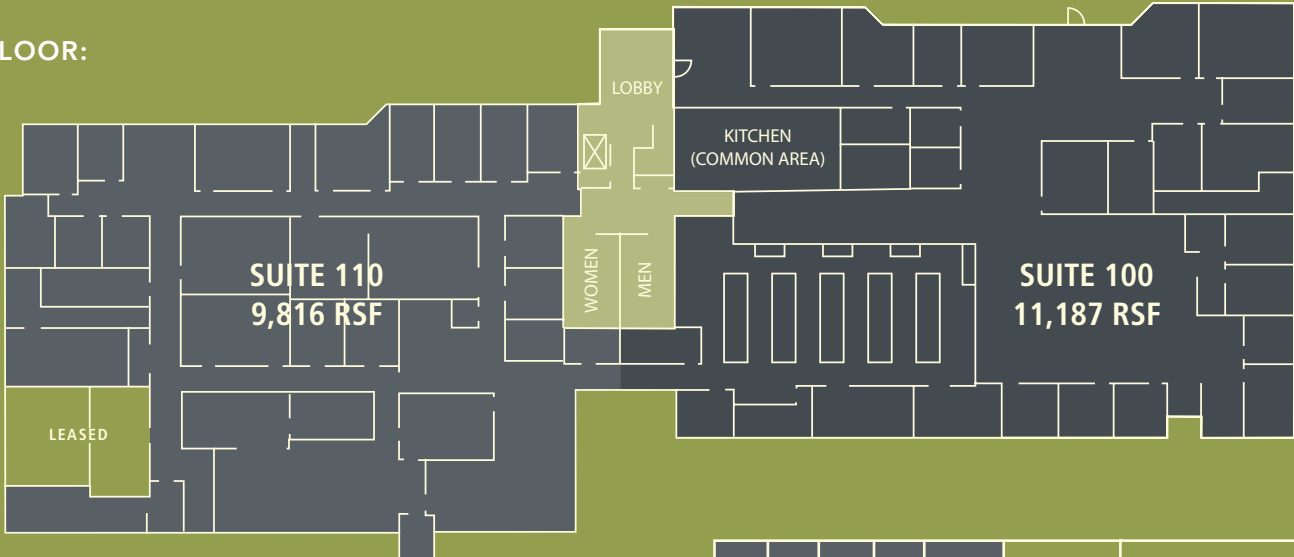 LOOR:
LOBBY
KITCHEN
(COMMON AREA)
SUITE 110
9,816 RSF
WOMEN
MEN
SUITE 100
11,187 RSF
LEASED